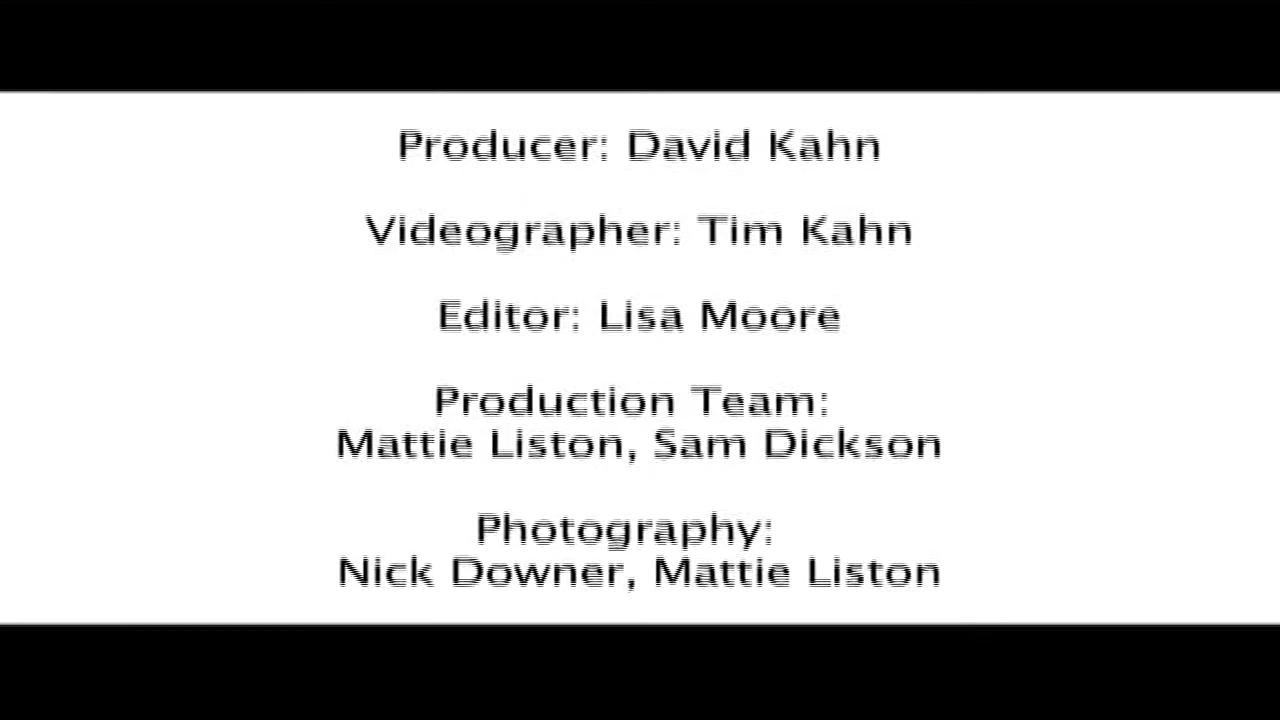 Producer: David Kahn
Videographer: Tim Kahn
Editor: Lisa Moore
Production Team:
Mattie Liston, Sam Dickson
Photography:
Nick Downer, Mattie Liston